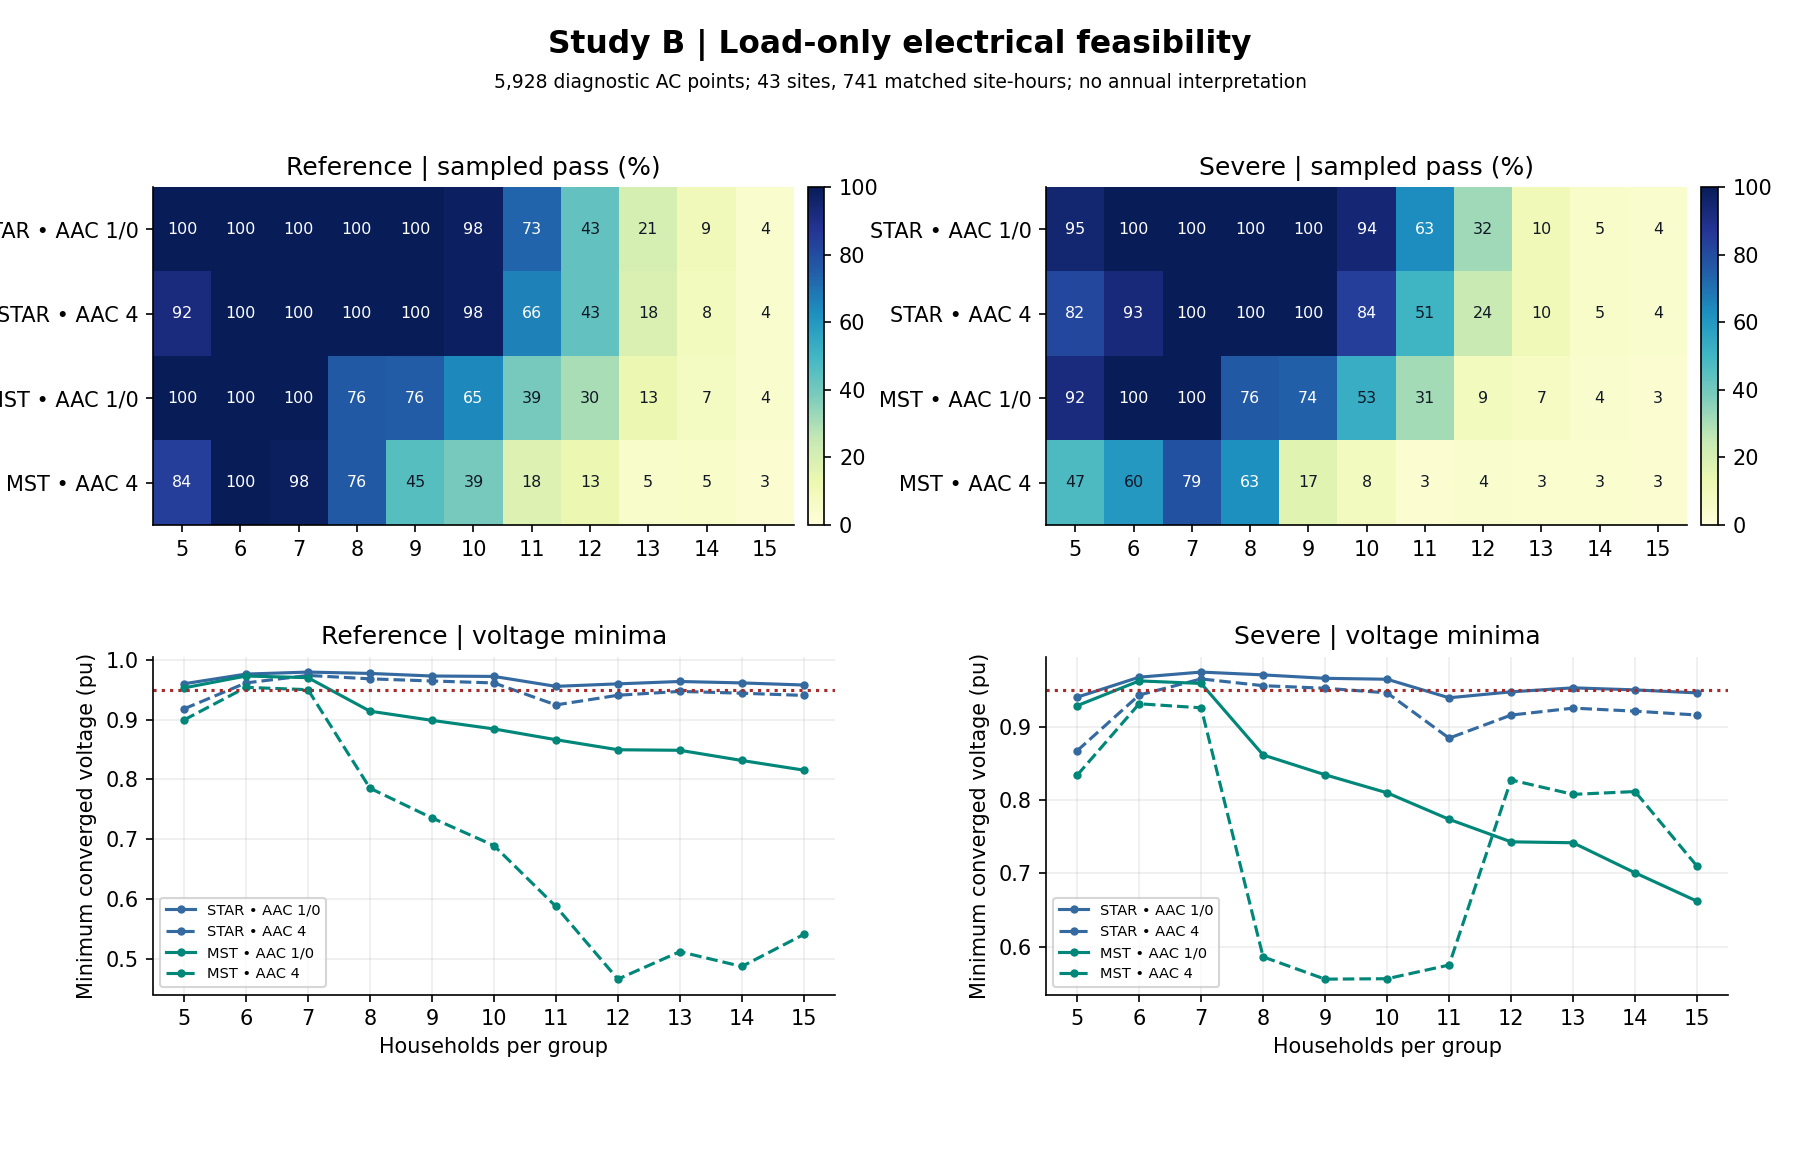 Study B | Load-only electrical feasibility
5,928 diagnostic AC points; 43 sites, 741 matched site-hours; no annual interpretation
Reference | sampled pass (%)
TAR • AAC 1/0 100 100 100 100 100 98 73 43 21 9 4
STAR • AAC 4 92 100 100 100 100 98 66 43 18 8 4
MST • AAC 1/0 100 100 100 76 76 65 39 30 13 7 4
MST • AAC 4 84 100 98 76 45 39 18 13 5 5 3
5 6 7 8 9 10 11 12 13 14 15
100
80
60
40
20
0
Severe | sampled pass (%)
STAR • AAC 1/0 95 100 100 100 100 94 63 32 10 5 4
STAR • AAC 4 82 93 100 100 100 84 51 24 10 5 4
MST • AAC 1/0 92 100 100 76 74 53 31 9 7 4 3
MST • AAC 4 47 60 79 63 17 8 3 4 3 3 3
5 6 7 8 9 10 11 12 13 14 15
100
80
60
40
20
0
Reference | voltage minima
Minimum converged voltage (pu)
1.0
0.9
0.8
0.7
0.6
0.5
STAR • AAC 1/0
STAR • AAC 4
MST • AAC 1/0
MST • AAC 4
5 6 7 8 9 10 11 12 13 14 15
Households per group
Severe | voltage minima
Minimum converged voltage (pu)
0.9
0.8
0.7
0.6
STAR • AAC 1/0
STAR • AAC 4
MST • AAC 1/0
MST • AAC 4
5 6 7 8 9 10 11 12 13 14 15
Households per group